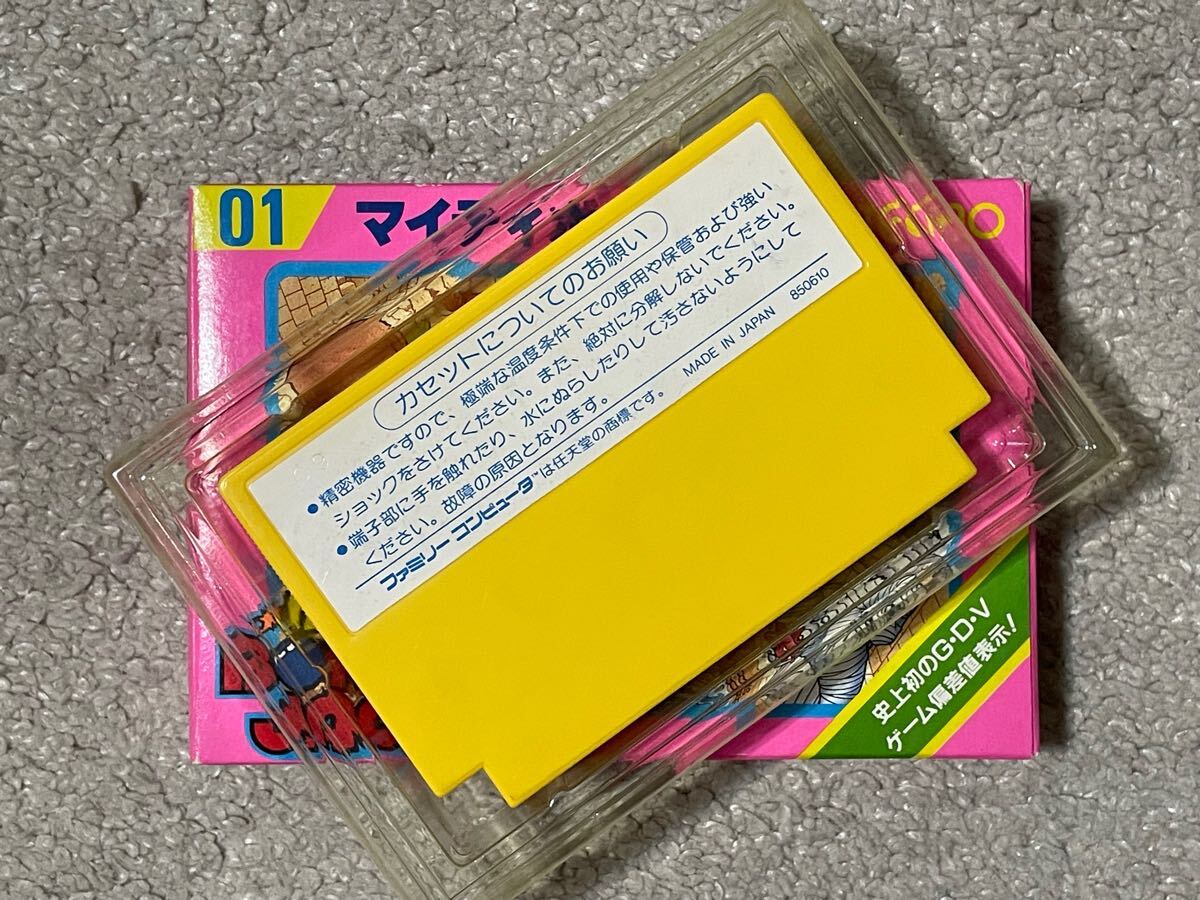 01
マイティ
カセットについてのお願い
●精密機器ですので、極端な温度条件下での使用や保管および強い
ショックをさけてください。また、絶対に分解しないでください。
●端子部に手を触れたり、水にぬらしたりして汚さないようにして
ください。故障の原因となります。
ファミリーコンピュータ™は任天堂の商標です。
MADE IN JAPAN 850610
史上初のG・D・V
ゲーム偏差値表示!